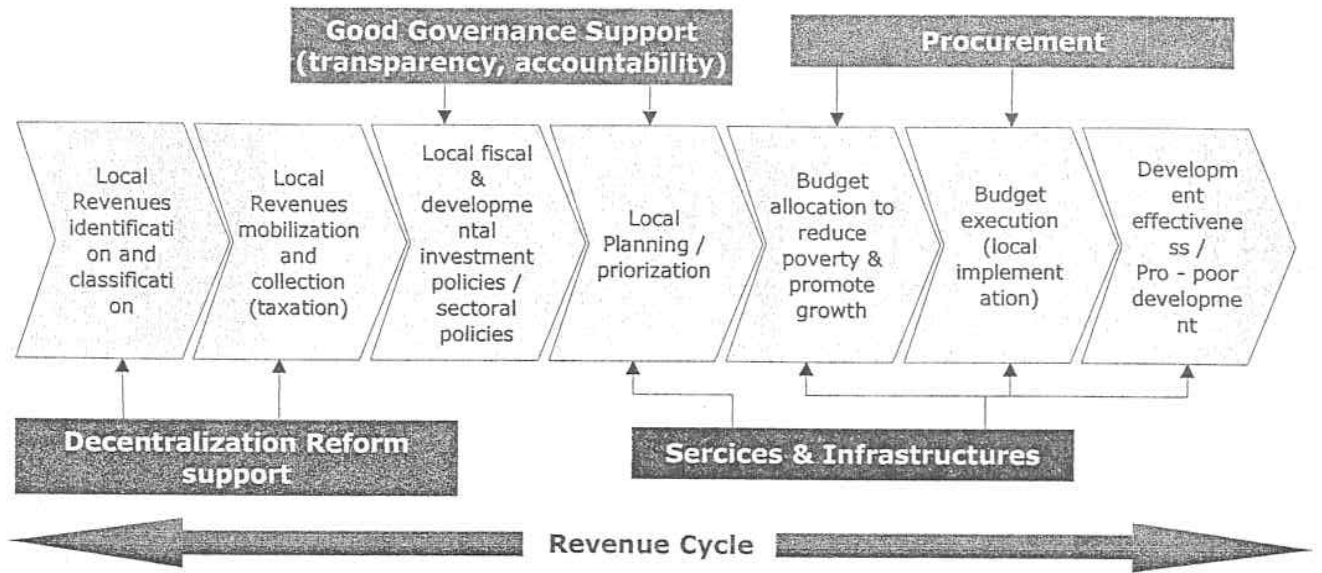 Good Governance Support
(transparency, accountability)
Procurement
Local
Revenues
identificati
on and
classificati
on
Local
Revenues
mobilization
and
collection
(taxation)
Local fiscal
&
developme
ntal
investment
policies /
sectoral
policies
Local
Planning /
priorization
Budget
allocation to
reduce
poverty &
promote
growth
Budget
execution
(local
implement
ation)
Developm
ent
effectivene
ss /
Pro - poor
developme
nt
Decentralization Reform
support
Sercices & Infrastructures
Revenue Cycle